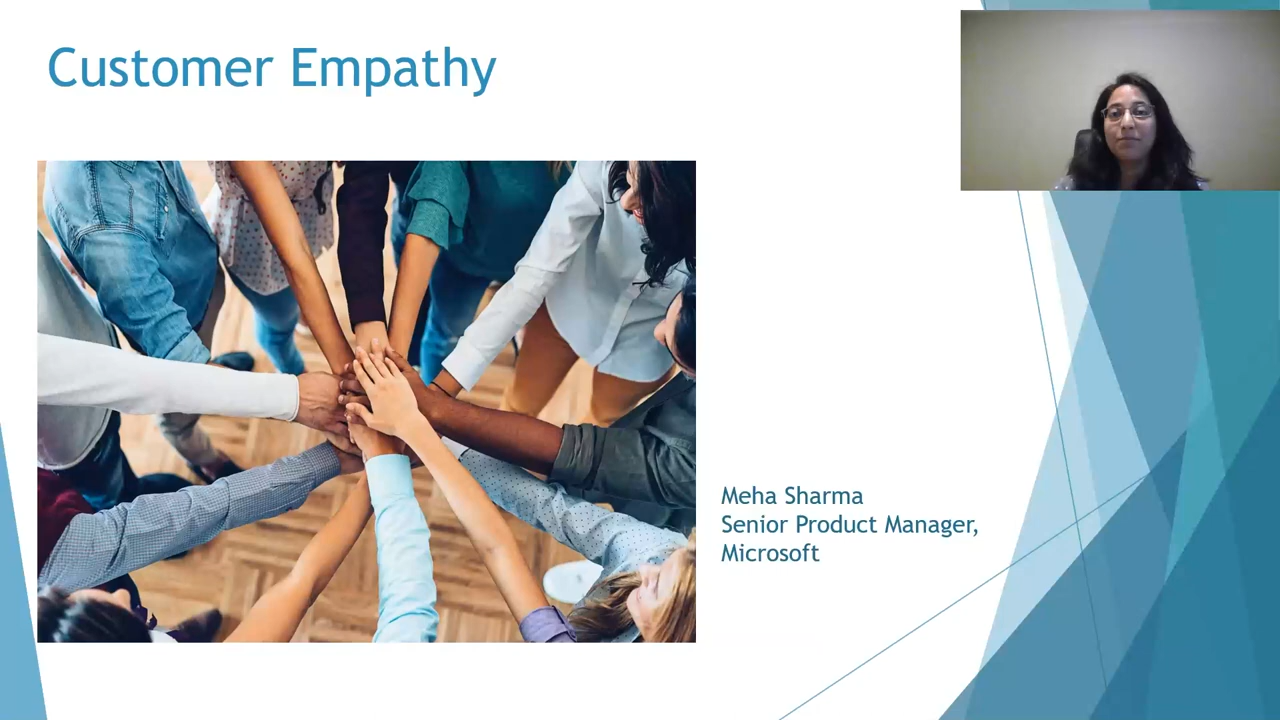 Customer Empathy
Meha Sharma
Senior Product Manager,
Microsoft